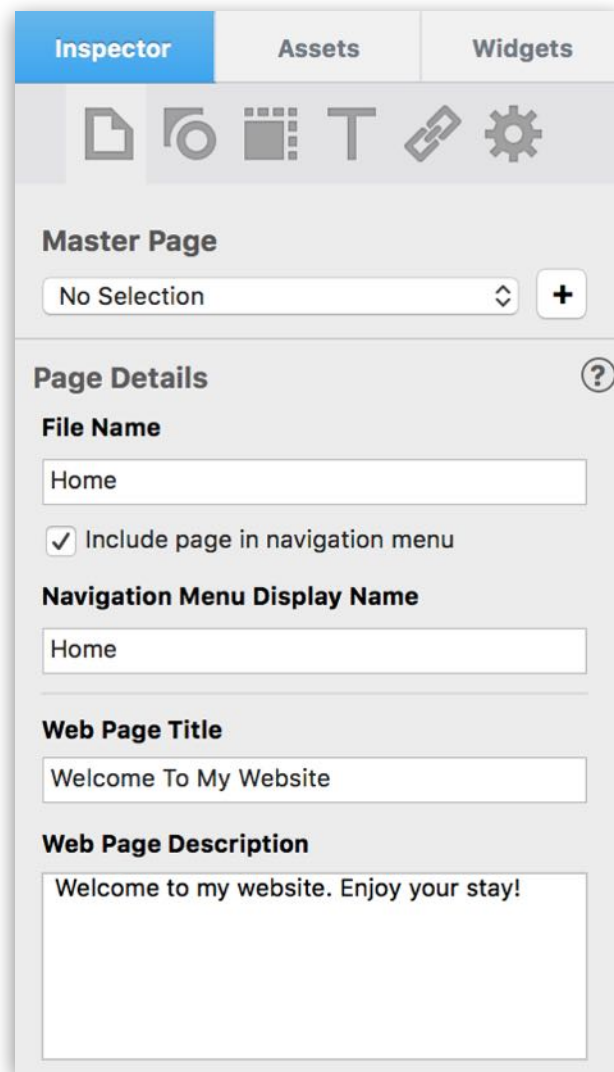 Inspector Assets Widgets
Master Page
No Selection +
Page Details ?
File Name
Home
Include page in navigation menu
Navigation Menu Display Name
Home
Web Page Title
Welcome To My Website
Web Page Description
Welcome to my website. Enjoy your stay!